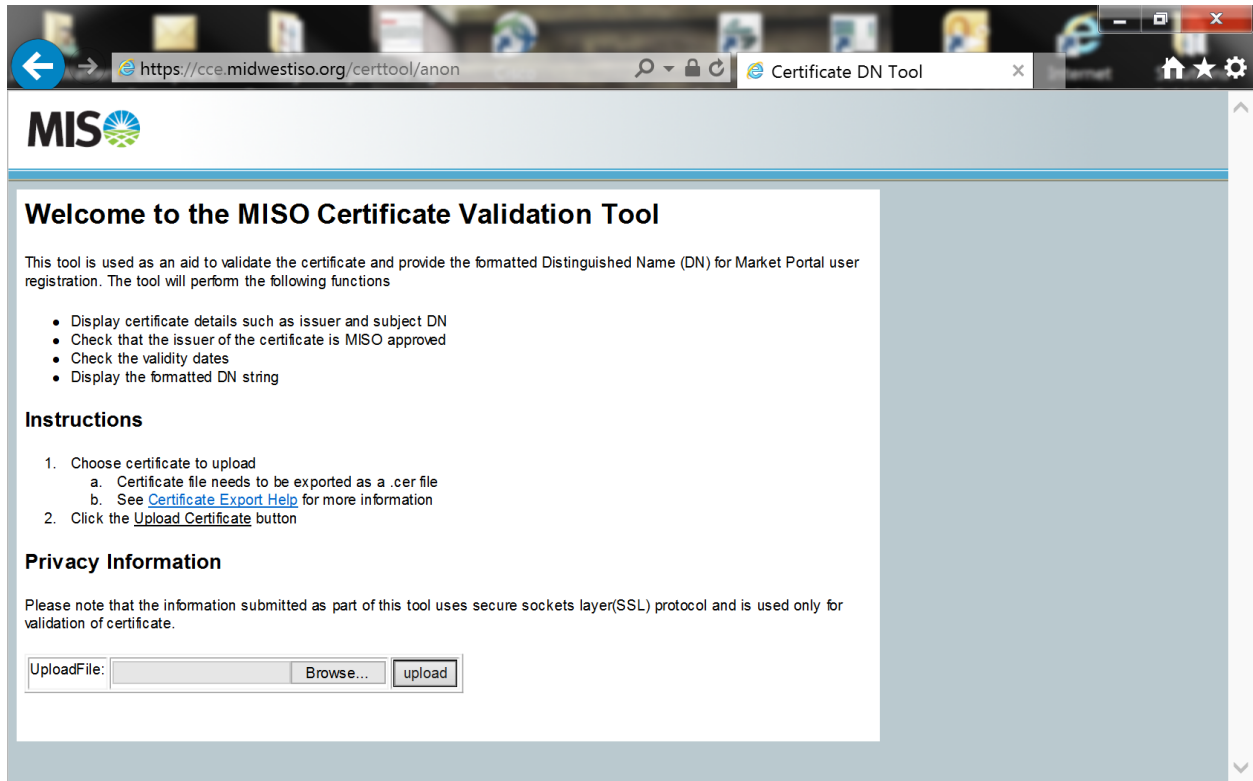 https://cce.midwestiso.org/certtool/anon
Certificate DN Tool
Internet
MISO
Welcome to the MISO Certificate Validation Tool
This tool is used as an aid to validate the certificate and provide the formatted Distinguished Name (DN) for Market Portal user
registration. The tool will perform the following functions
• Display certificate details such as issuer and subject DN
• Check that the issuer of the certificate is MISO approved
• Check the validity dates
• Display the formatted DN string
Instructions
1. Choose certificate to upload
a. Certificate file needs to be exported as a .cer file
b. See Certificate Export Help for more information
2. Click the Upload Certificate button
Privacy Information
Please note that the information submitted as part of this tool uses secure sockets layer(SSL) protocol and is used only for
validation of certificate.
UploadFile: Browse... upload